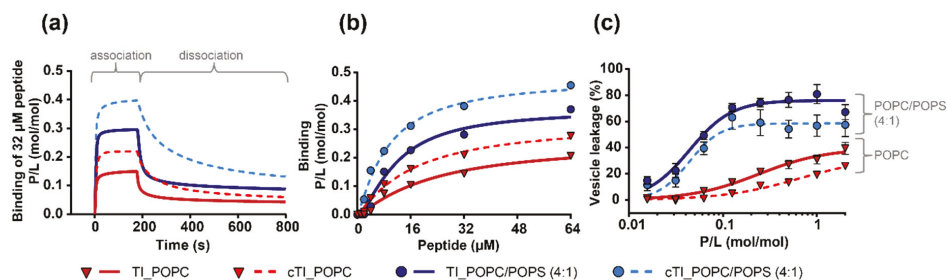 (a)
(b)
(c)
association
dissociation
Binding of 32 µM peptide
P/L (mol/mol)
0.5
0.4
0.3
0.2
0.1
0.0
0
200
400
600
800
Time (s)
Binding
P/L (mol/mol)
0.5
0.4
0.3
0.2
0.1
0.0
0
16
32
48
64
Peptide (µM)
Vesicle leakage (%)
100
80
60
40
20
0
0.01
0.1
1
P/L (mol/mol)
POPC/POPS
(4:1)
POPC
TI_POPC
cTI_POPC
TI_POPC/POPS (4:1)
cTI_POPC/POPS (4:1)